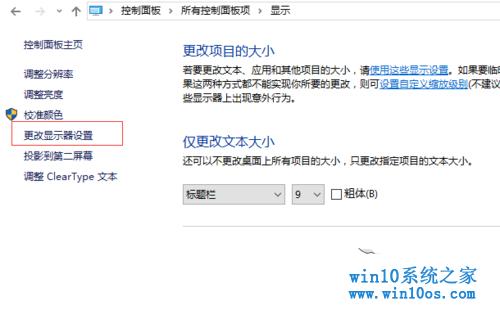 控制面板 › 所有控制面板项 › 显示
控制面板主页
调整分辨率
调整亮度
校准颜色
更改显示器设置
投影到第二屏幕
调整 ClearType 文本
更改项目的大小
若要更改文本、应用和其他项目的大小，请使用这些显示设置。如果要临
果这两种方式都不能实现你所要的更改，则可设置自定义缩放级别(不建议
些显示器上出现意外行为。
仅更改文本大小
还可以不更改桌面上所有项目的大小，只更改指定项目的文本大小。
标题栏 9 粗体(B)
win10系统之家
www.win10os.com